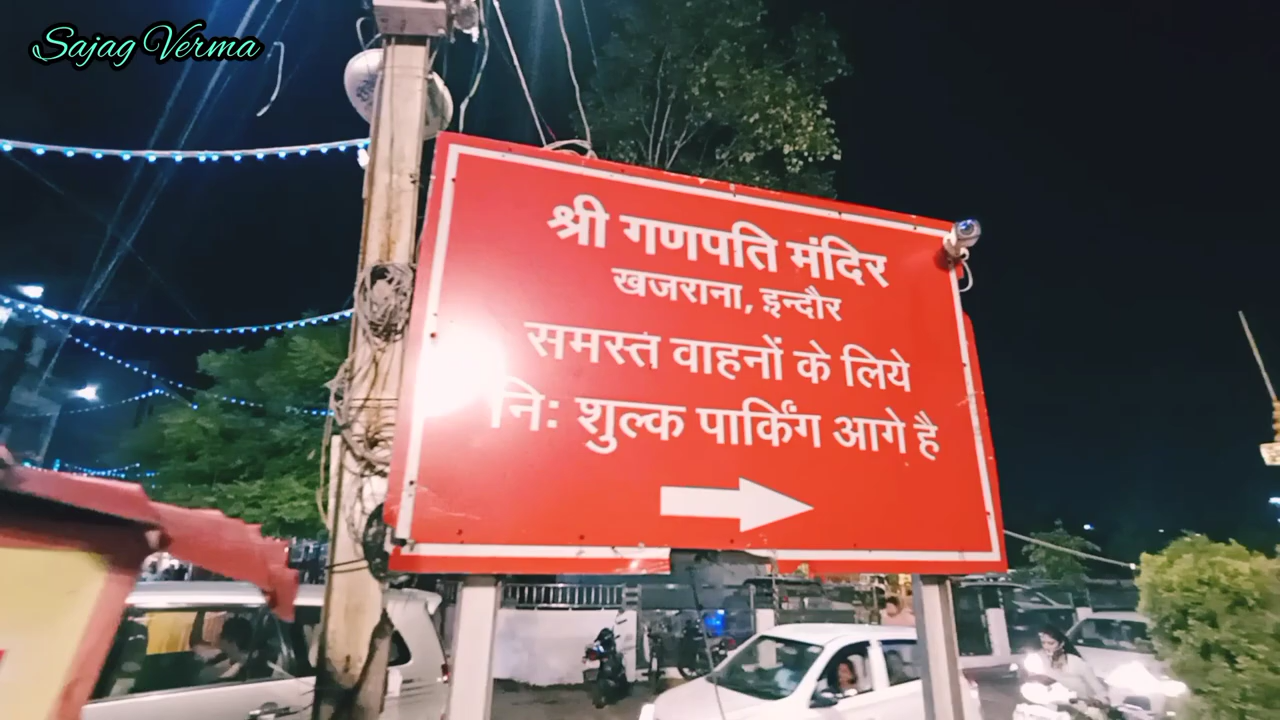 Sajag Verma
श्री गणपति मंदिर
खजराना, इन्दौर
समस्त वाहनों के लिये
नि: शुल्क पार्किंग आगे है